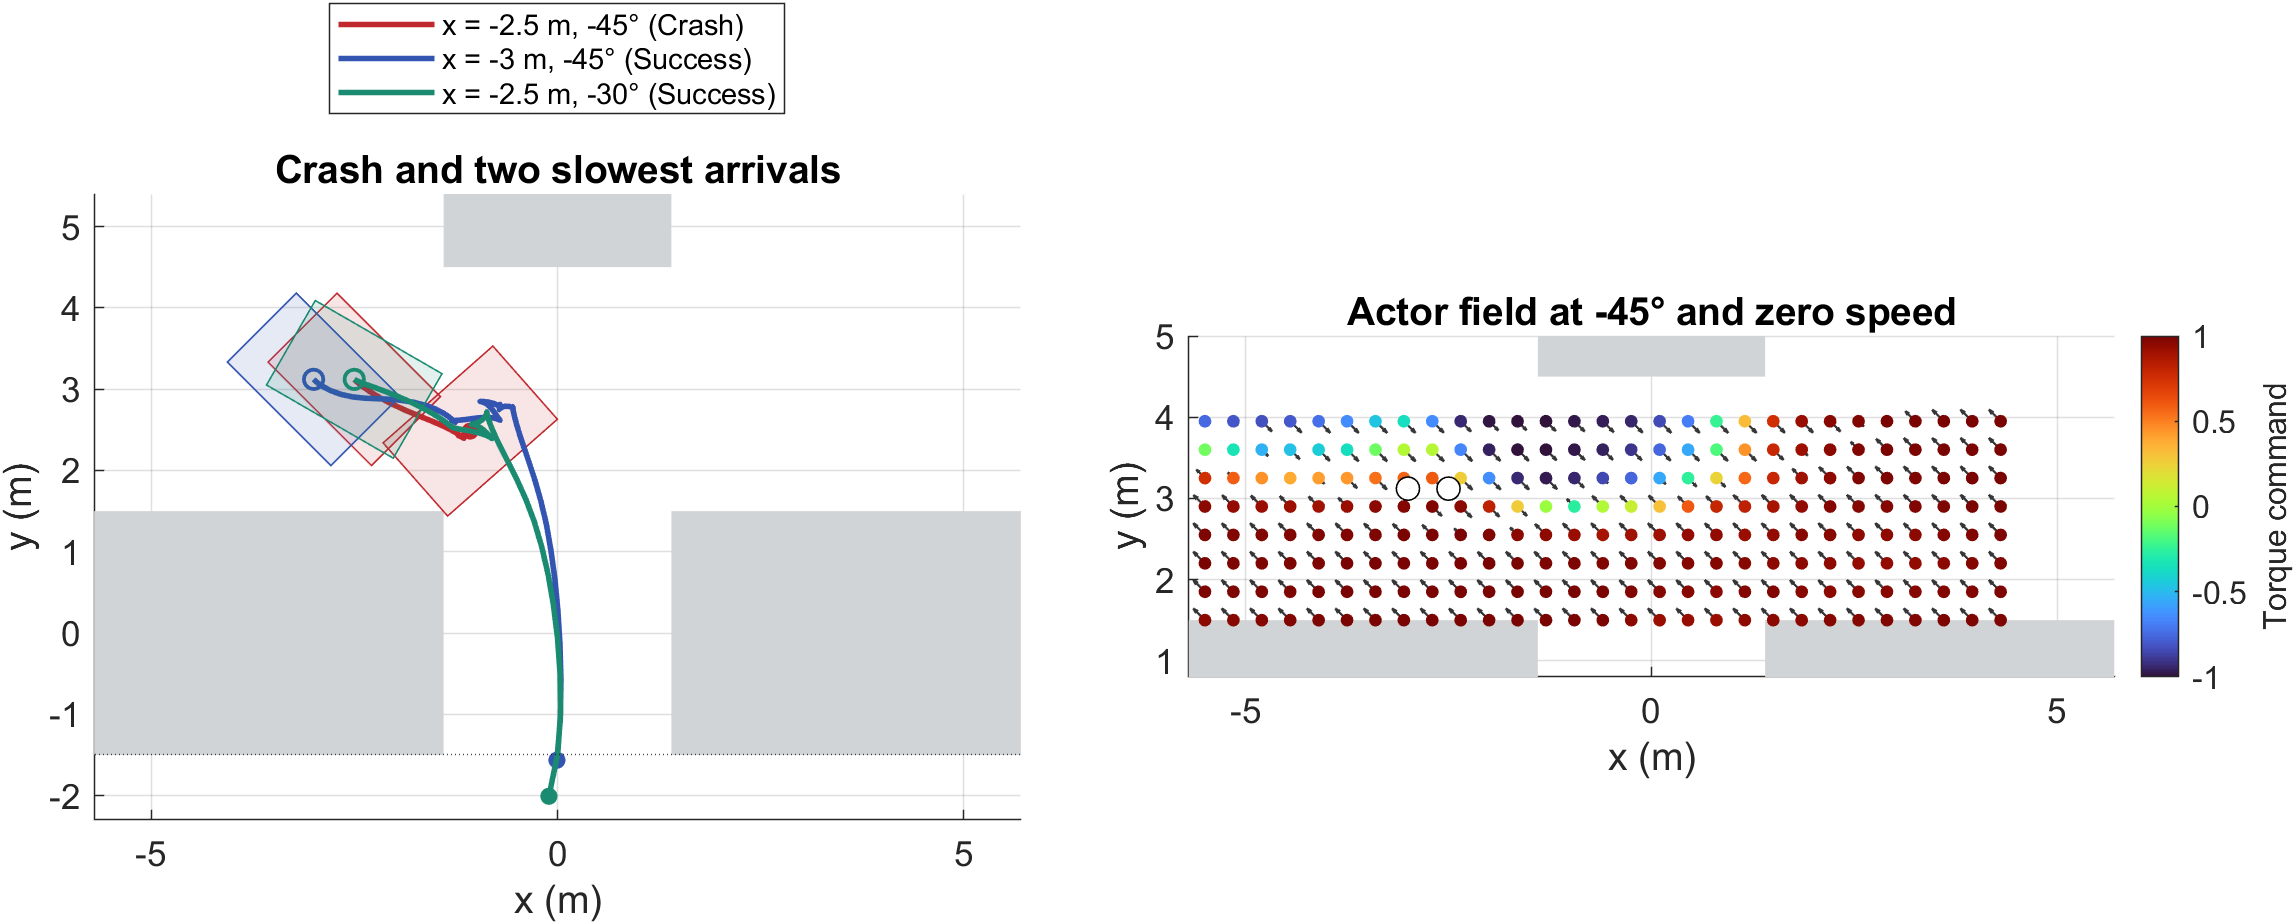 x = -2.5 m, -45° (Crash)
x = -3 m, -45° (Success)
x = -2.5 m, -30° (Success)
Crash and two slowest arrivals
5
4
3
2
1
0
-1
-2
y (m)
-5
0
5
x (m)
Actor field at -45° and zero speed
5
4
3
2
1
y (m)
-5
0
5
x (m)
1
0.5
0
-0.5
-1
Torque command